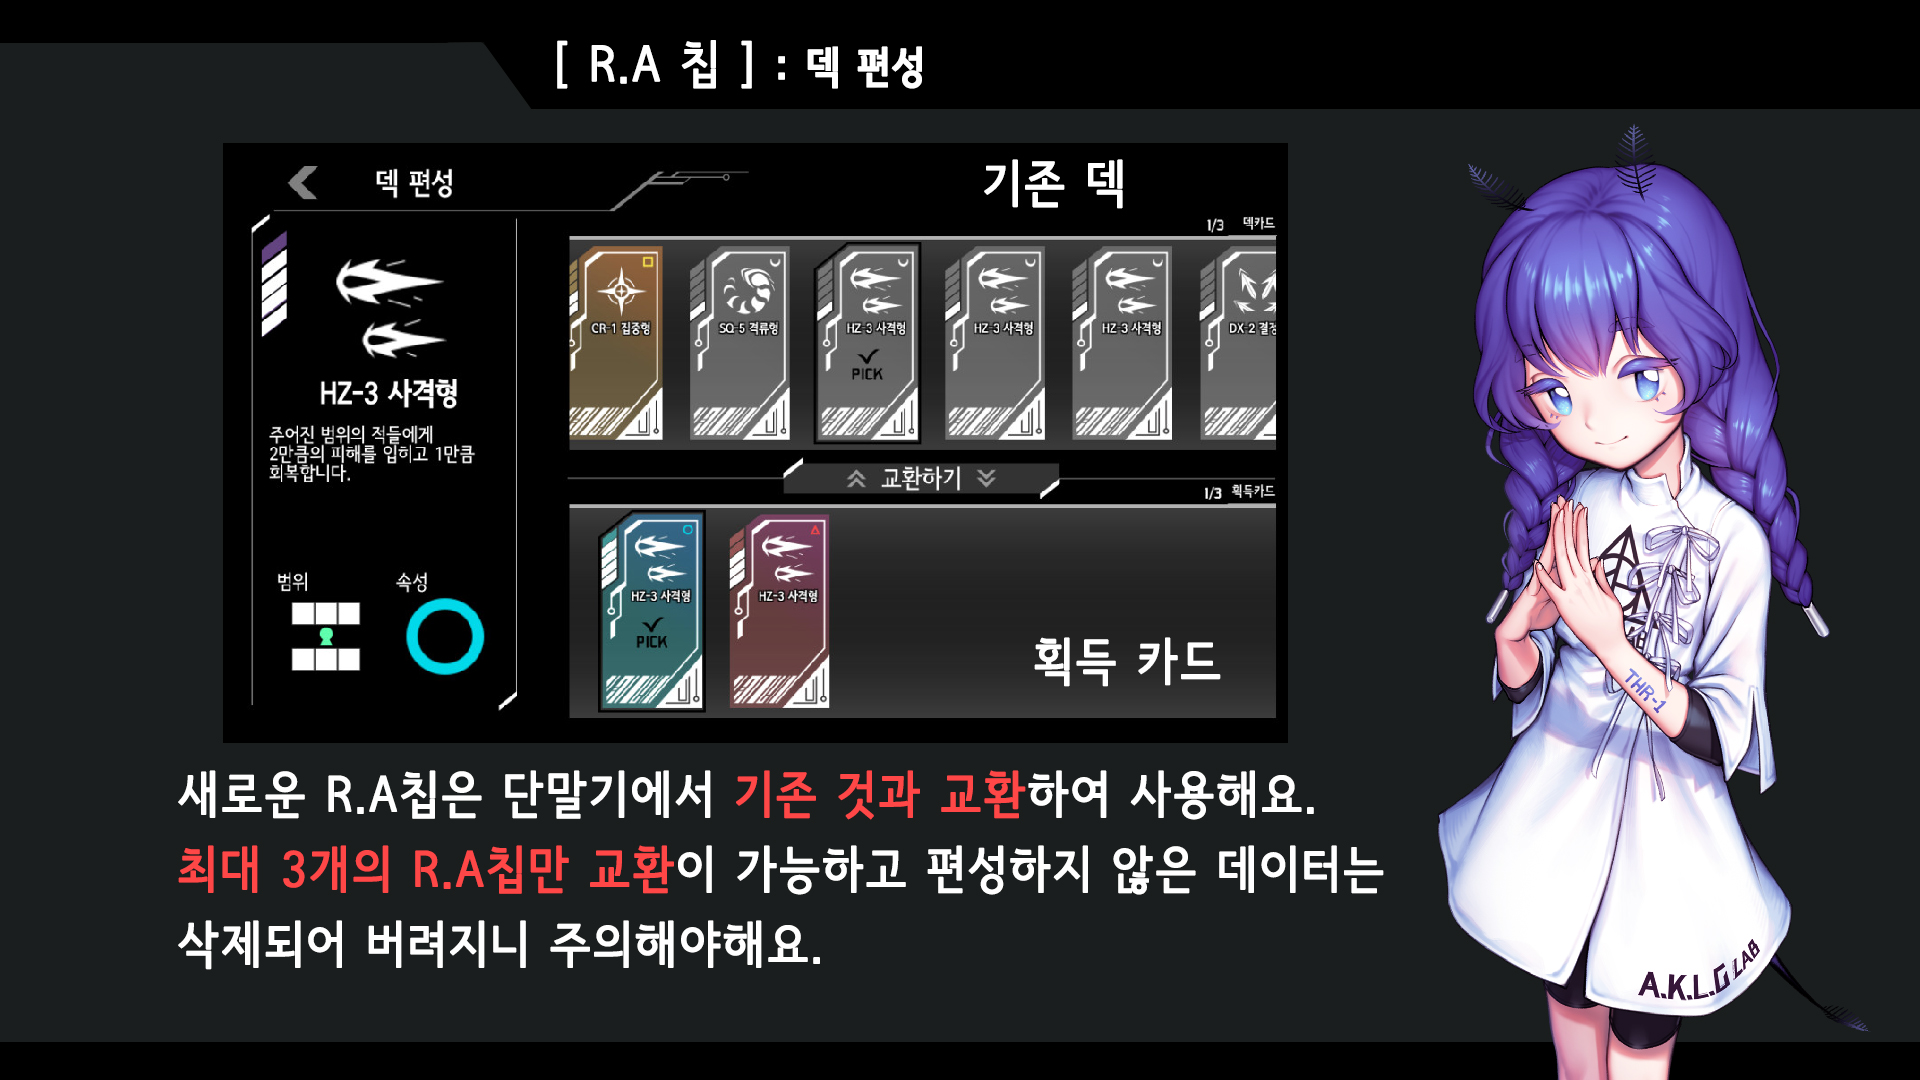 [ R.A 칩 ] : 덱 편성
덱 편성
기존 덱
1/3 덱카드
HZ-3 사격형
주어진 범위의 적들에게
2만큼의 피해를 입히고 1만큼
회복합니다.
범위 속성
CR-1 집중형
SQ-5 격류형
HZ-3 사격형
PICK
HZ-3 사격형
HZ-3 사격형
DX-2 결정
교환하기
1/3 획득카드
HZ-3 사격형
PICK
HZ-3 사격형
획득 카드
새로운 R.A칩은 단말기에서 기존 것과 교환하여 사용해요.
최대 3개의 R.A칩만 교환이 가능하고 편성하지 않은 데이터는
삭제되어 버려지니 주의해야해요.
THR-1
A.K.L.G LAB